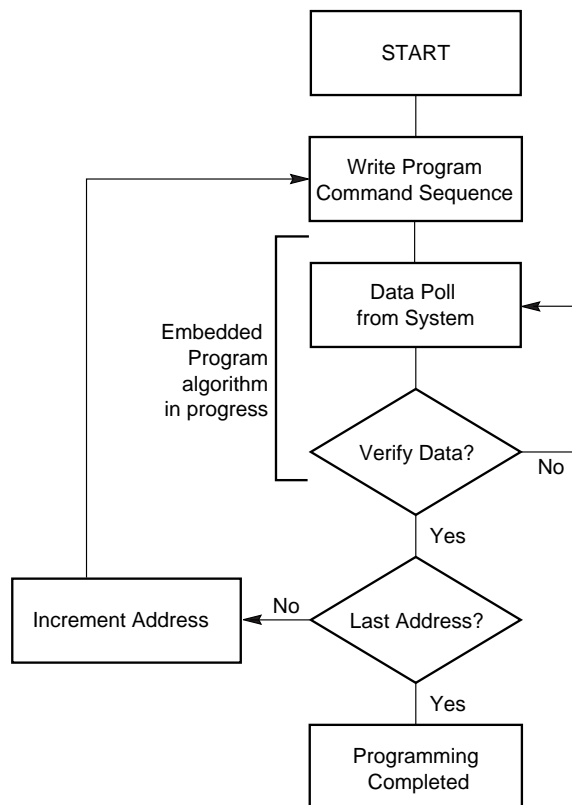 START
Write Program
Command Sequence
Data Poll
from System
Embedded
Program
algorithm
in progress
Verify Data?
No
Yes
Increment Address
No
Last Address?
Yes
Programming
Completed